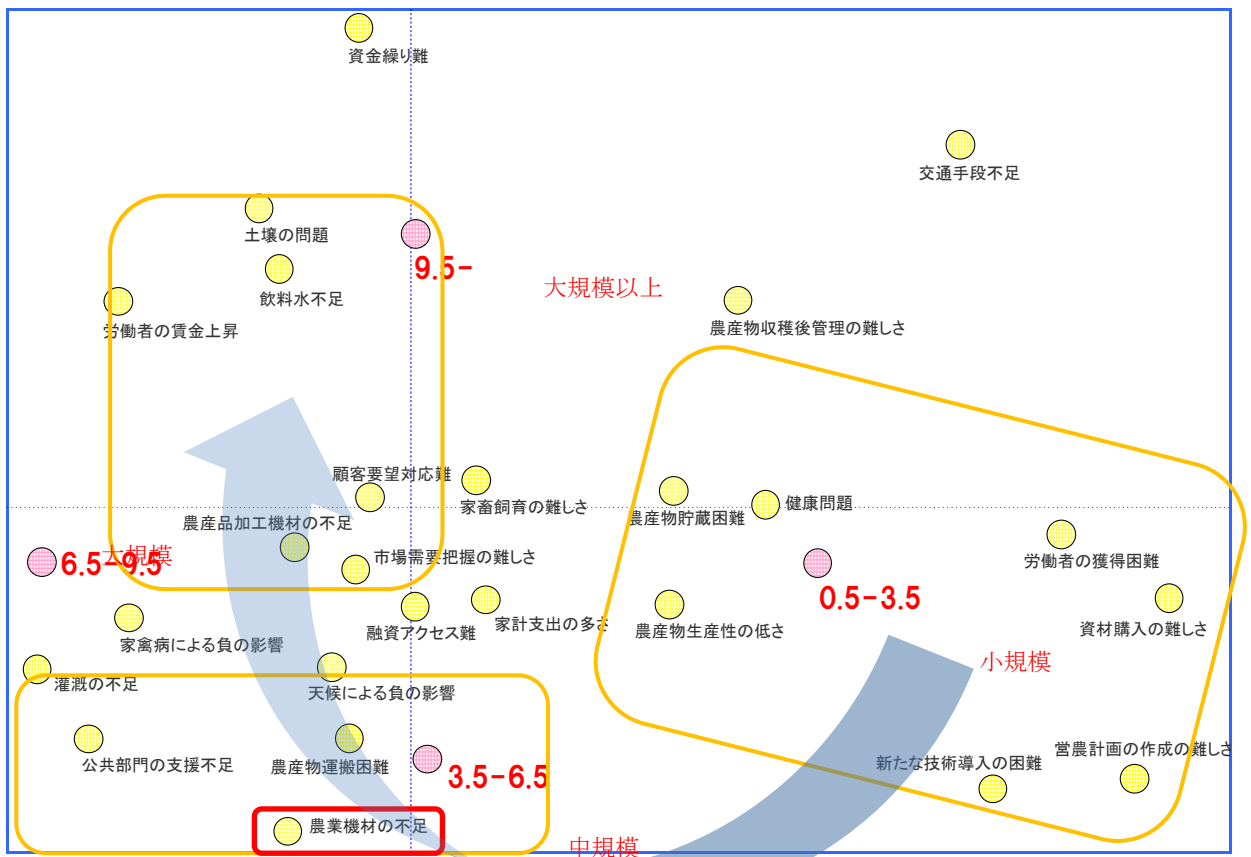 資金繰り難
交通手段不足
土壌の問題
9.5-
飲料水不足
大規模以上
労働者の賃金上昇
農産物収穫後管理の難しさ
顧客要望対応難
家畜飼育の難しさ
農産物貯蔵困難
健康問題
農産品加工機材の不足
市場需要把握の難しさ
大規模
6.5-9.5
労働者の獲得困難
0.5-3.5
家禽病による負の影響
融資アクセス難
家計支出の多さ
農産物生産性の低さ
資材購入の難しさ
小規模
灌漑の不足
天候による負の影響
公共部門の支援不足
農産物運搬困難
3.5-6.5
新たな技術導入の困難
営農計画の作成の難しさ
農業機材の不足
中規模